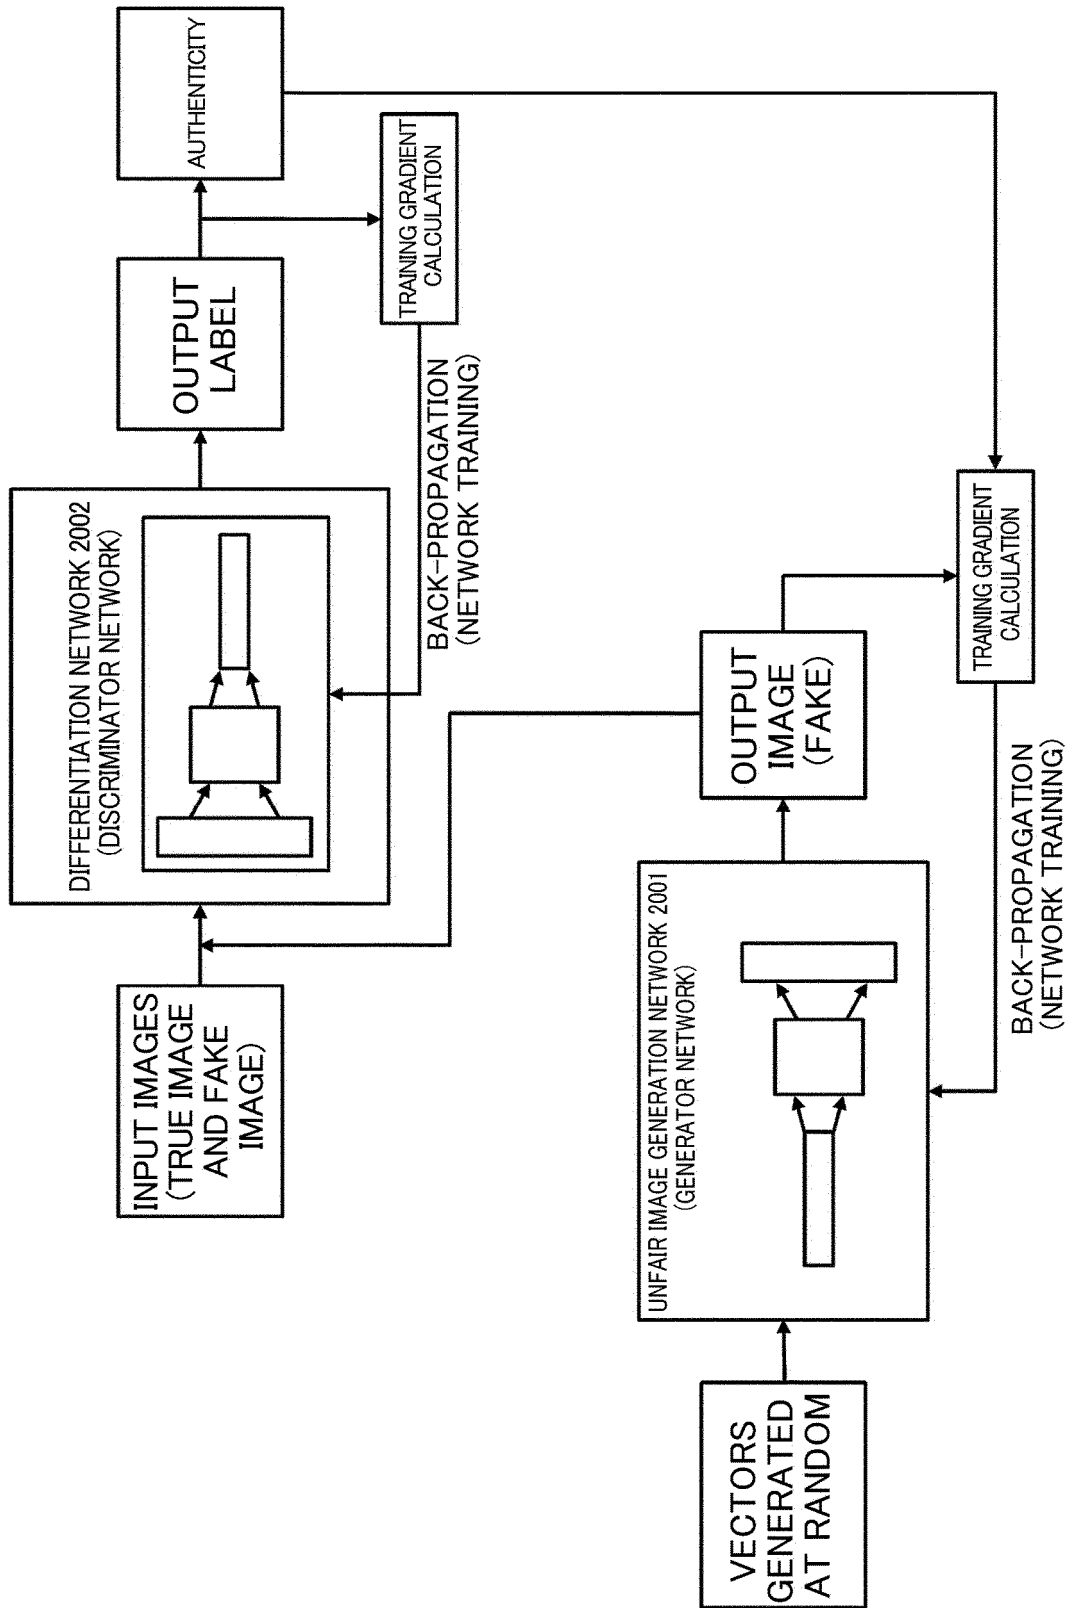 INPUT IMAGES
(TRUE IMAGE
AND FAKE
IMAGE)
DIFFERENTIATION NETWORK 2002
(DISCRIMINATOR NETWORK)
OUTPUT
LABEL
AUTHENTICITY
TRAINING GRADIENT
CALCULATION
BACK-PROPAGATION
(NETWORK TRAINING)
VECTORS
GENERATED
AT RANDOM
UNFAIR IMAGE GENERATION NETWORK 2001
(GENERATOR NETWORK)
OUTPUT
IMAGE
(FAKE)
TRAINING GRADIENT
CALCULATION
BACK-PROPAGATION
(NETWORK TRAINING)